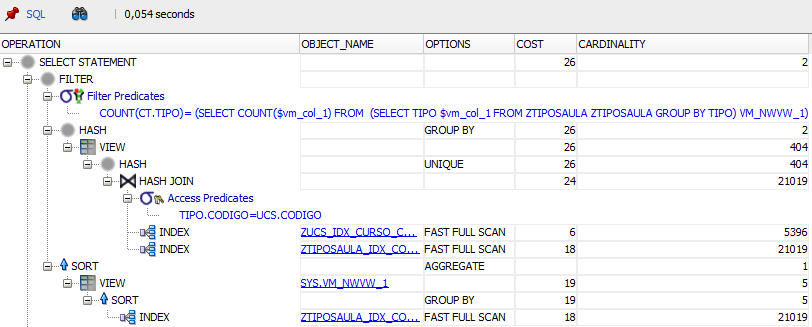 SQL 0,054 seconds
OPERATION OBJECT_NAME OPTIONS COST CARDINALITY
SELECT STATEMENT 26 2
FILTER
Filter Predicates
COUNT(CT.TIPO)= (SELECT COUNT($vm_col_1) FROM (SELECT TIPO $vm_col_1 FROM ZTIPOSAULA ZTIPOSAULA GROUP BY TIPO) VM_NWVW_1)
HASH GROUP BY 26 2
VIEW 26 404
HASH UNIQUE 26 404
HASH JOIN 24 21019
Access Predicates
TIPO.CODIGO=UCS.CODIGO
INDEX ZUCS_IDX_CURSO_C... FAST FULL SCAN 6 5396
INDEX ZTIPOSAULA_IDX_CO... FAST FULL SCAN 18 21019
SORT AGGREGATE 1
VIEW SYS.VM_NWVW_1 19 5
SORT GROUP BY 19 5
INDEX ZTIPOSAULA_IDX_CO... FAST FULL SCAN 18 21019